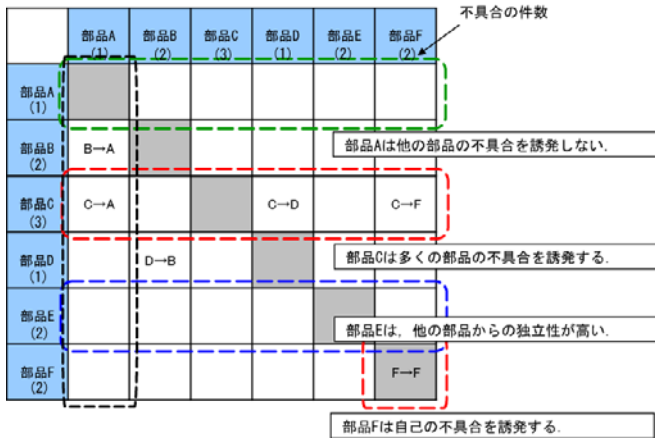 不具合の件数
部品A
(1)
部品B
(2)
部品C
(3)
部品D
(1)
部品E
(2)
部品F
(2)
部品A
(1)
部品B
(2)
B→A
部品Aは他の部品の不具合を誘発しない.
部品C
(3)
C→A
C→D
C→F
部品D
(1)
D→B
部品Cは多くの部品の不具合を誘発する.
部品E
(2)
部品Eは，他の部品からの独立性が高い.
部品F
(2)
F→F
部品Fは自己の不具合を誘発する.